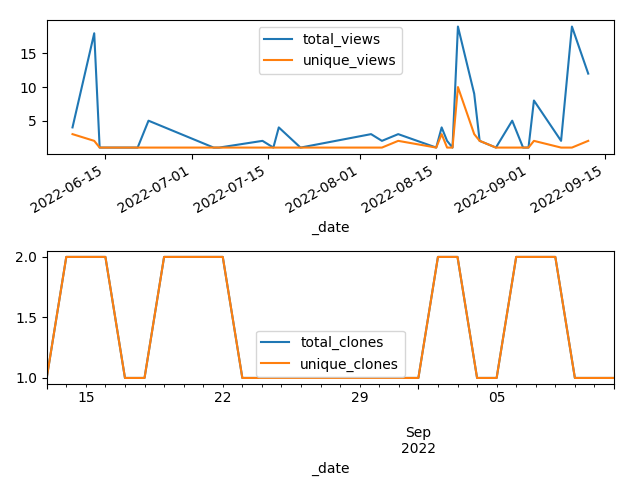 15
10
5
total_views
unique_views
2022-06-15
2022-07-01
2022-07-15
2022-08-01
2022-08-15
2022-09-01
2022-09-15
_date
2.0
1.5
1.0
total_clones
unique_clones
15
22
29
05
Sep
2022
_date